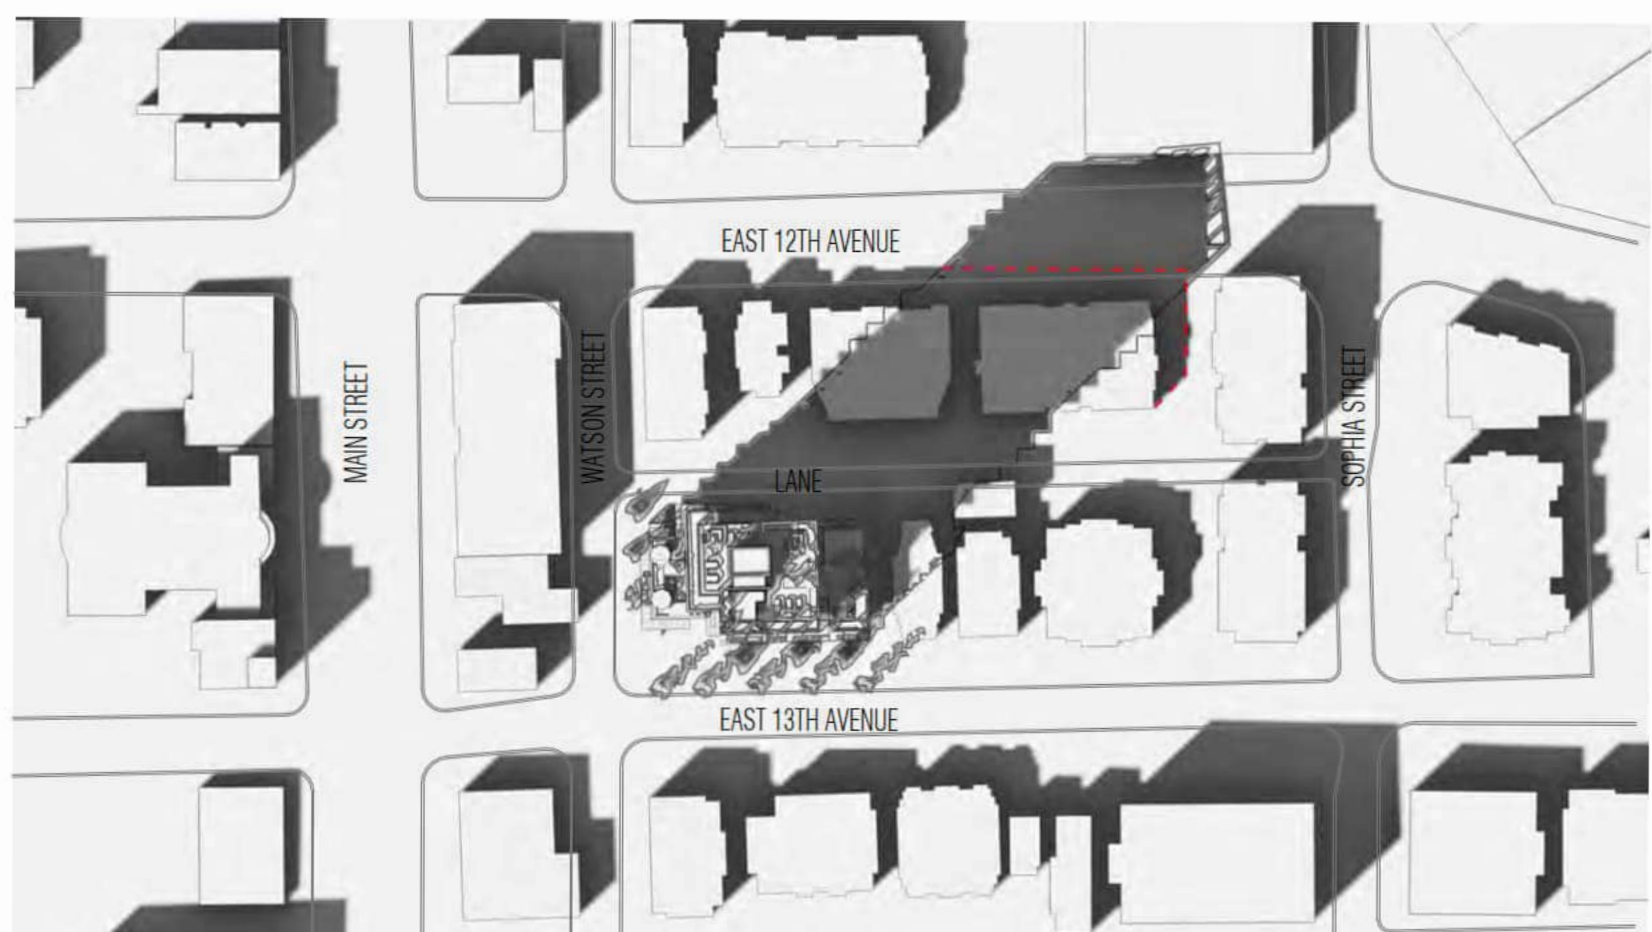 EAST 12TH AVENUE
MAIN STREET
WATSON STREET
SOPHIA STREET
LANE
EAST 13TH AVENUE